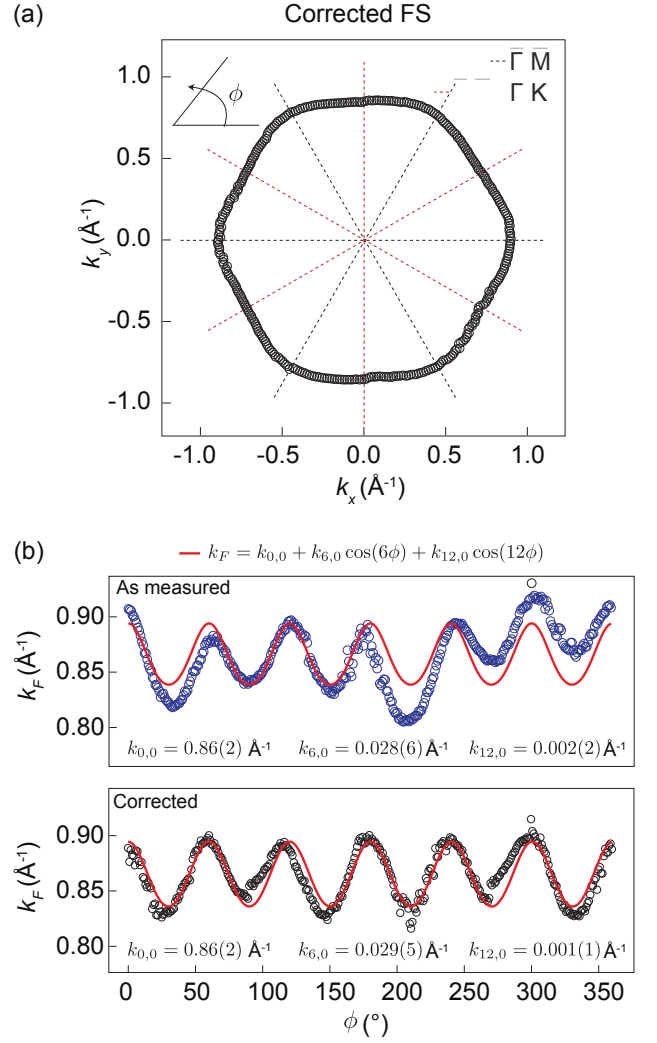 (a)
Corrected FS
Γ̅ M̅
Γ K
ϕ
1.0
0.5
0.0
-0.5
-1.0
k_y (Å⁻¹)
-1.0 -0.5 0.0 0.5 1.0
k_x (Å⁻¹)
(b)
k_F = k_{0,0} + k_{6,0} cos(6ϕ) + k_{12,0} cos(12ϕ)
As measured
0.90
0.85
0.80
k_F (Å⁻¹)
k_{0,0} = 0.86(2) Å⁻¹ k_{6,0} = 0.028(6) Å⁻¹ k_{12,0} = 0.002(2) Å⁻¹
Corrected
0.90
0.85
0.80
k_F (Å⁻¹)
k_{0,0} = 0.86(2) Å⁻¹ k_{6,0} = 0.029(5) Å⁻¹ k_{12,0} = 0.001(1) Å⁻¹
0 50 100 150 200 250 300 350
ϕ (°)